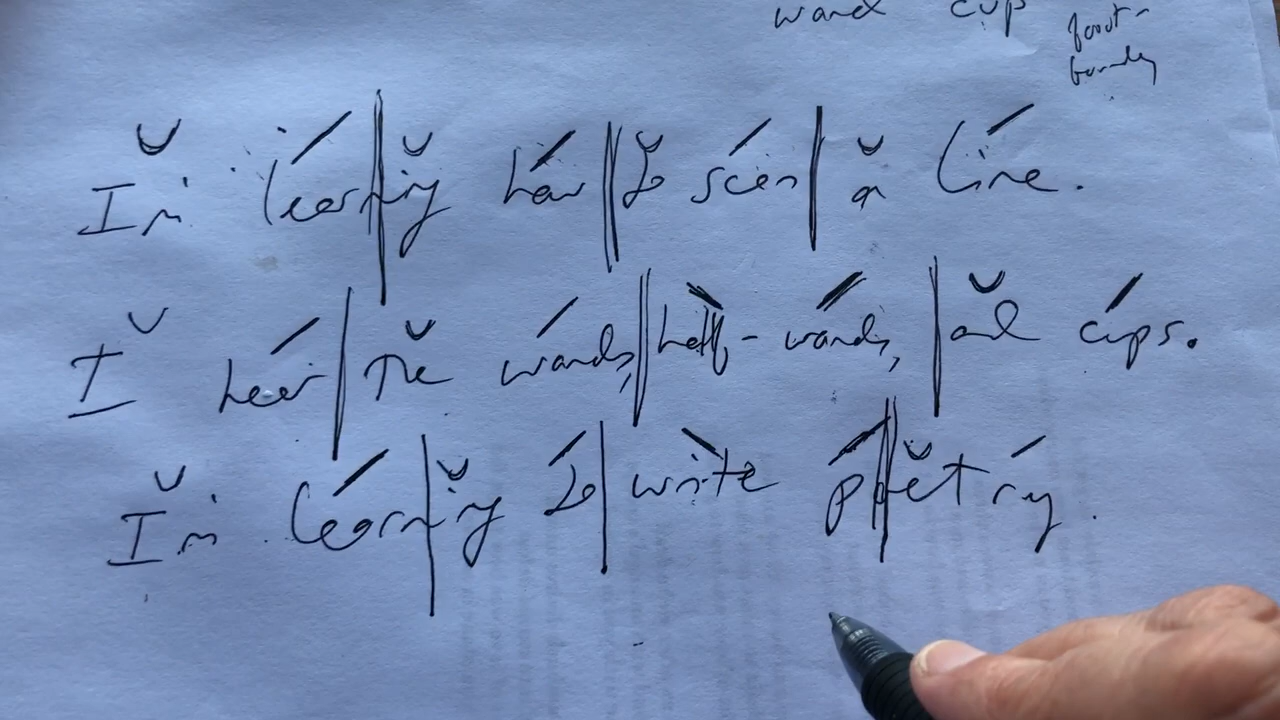 wand cup foot-
boundary
I'm learning how to scan a line.
I hear the wands, half-wands, and cups.
I'm learning to write poetry.